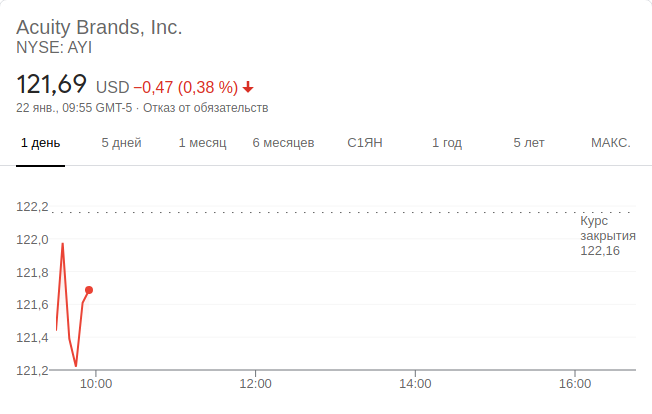 Acuity Brands, Inc.
NYSE: AYI
121,69 USD −0,47 (0,38 %)
22 янв., 09:55 GMT-5 · Отказ от обязательств
1 день 5 дней 1 месяц 6 месяцев С1ЯН 1 год 5 лет МАКС.
122,2
Курс
закрытия
122,16
122,0
121,8
121,6
121,4
121,2
10:00 12:00 14:00 16:00